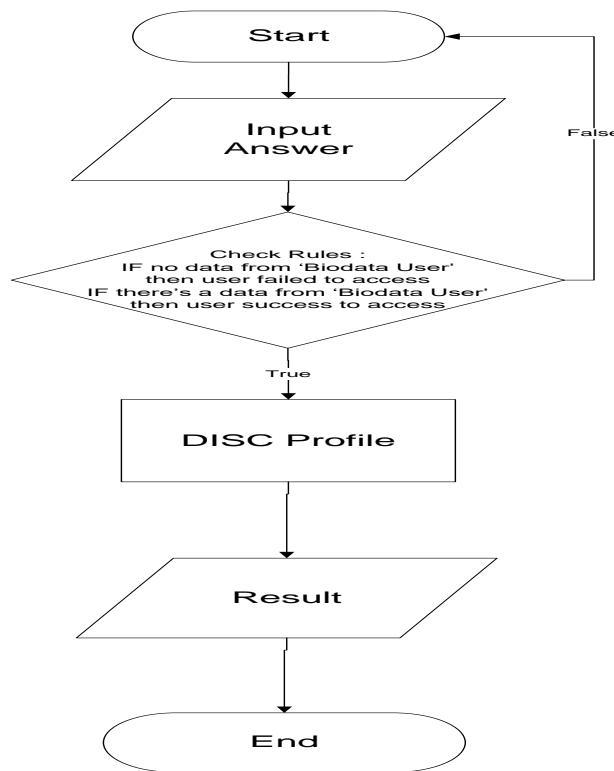 Start
Input
Answer
False
Check Rules :
IF no data from ‘Biodata User’
then user failed to access
IF there’s a data from ‘Biodata User’
then user success to access
True
DISC Profile
Result
End